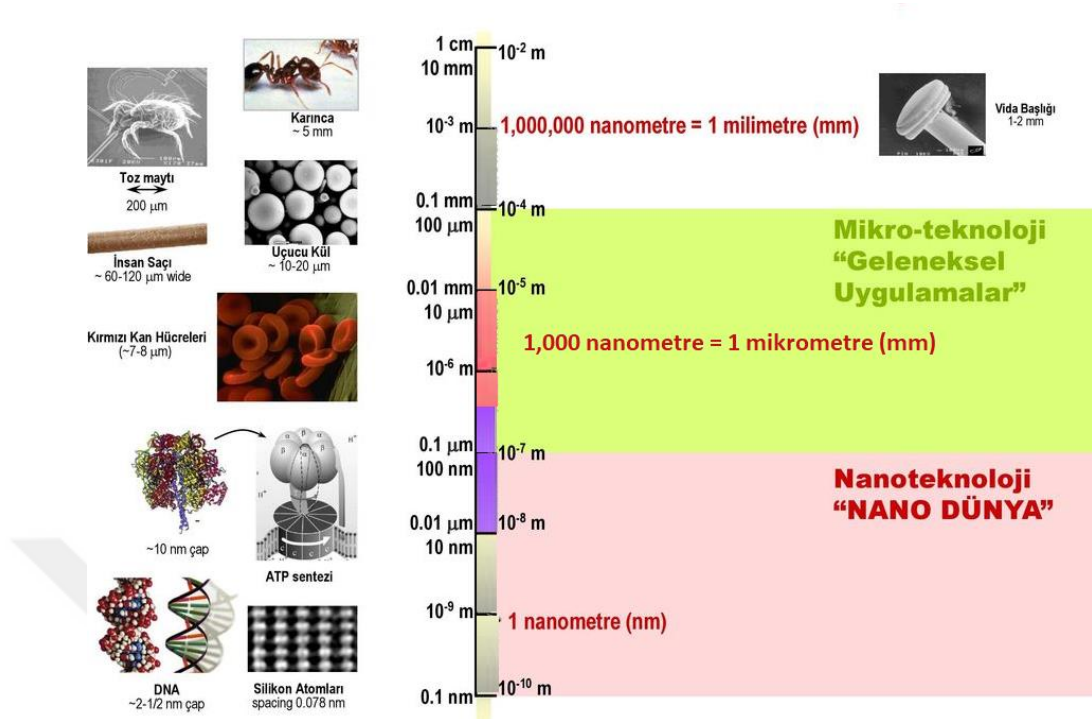 Toz maytı
200 µm
Karınca
~ 5 mm
İnsan Saçı
~ 60-120 µm wide
Uçucu Kül
~ 10-20 µm
Kırmızı Kan Hücreleri
(~7-8 µm)
~10 nm çap
ATP sentezi
DNA
~2-1/2 nm çap
Silikon Atomları
spacing 0.078 nm
1 cm
10 mm
10-2 m
10-3 m
1,000,000 nanometre = 1 milimetre (mm)
0.1 mm
100 µm
10-4 m
0.01 mm
10 µm
10-5 m
1,000 nanometre = 1 mikrometre (mm)
10-6 m
0.1 µm
100 nm
10-7 m
0.01 µm
10 nm
10-8 m
10-9 m
1 nanometre (nm)
0.1 nm
10-10 m
Vida Başlığı
1-2 mm
Mikro-teknoloji
“Geleneksel
Uygulamalar”
Nanoteknoloji
“NANO DÜNYA”
α
β
β
α
β
H+
H+
c
c
c